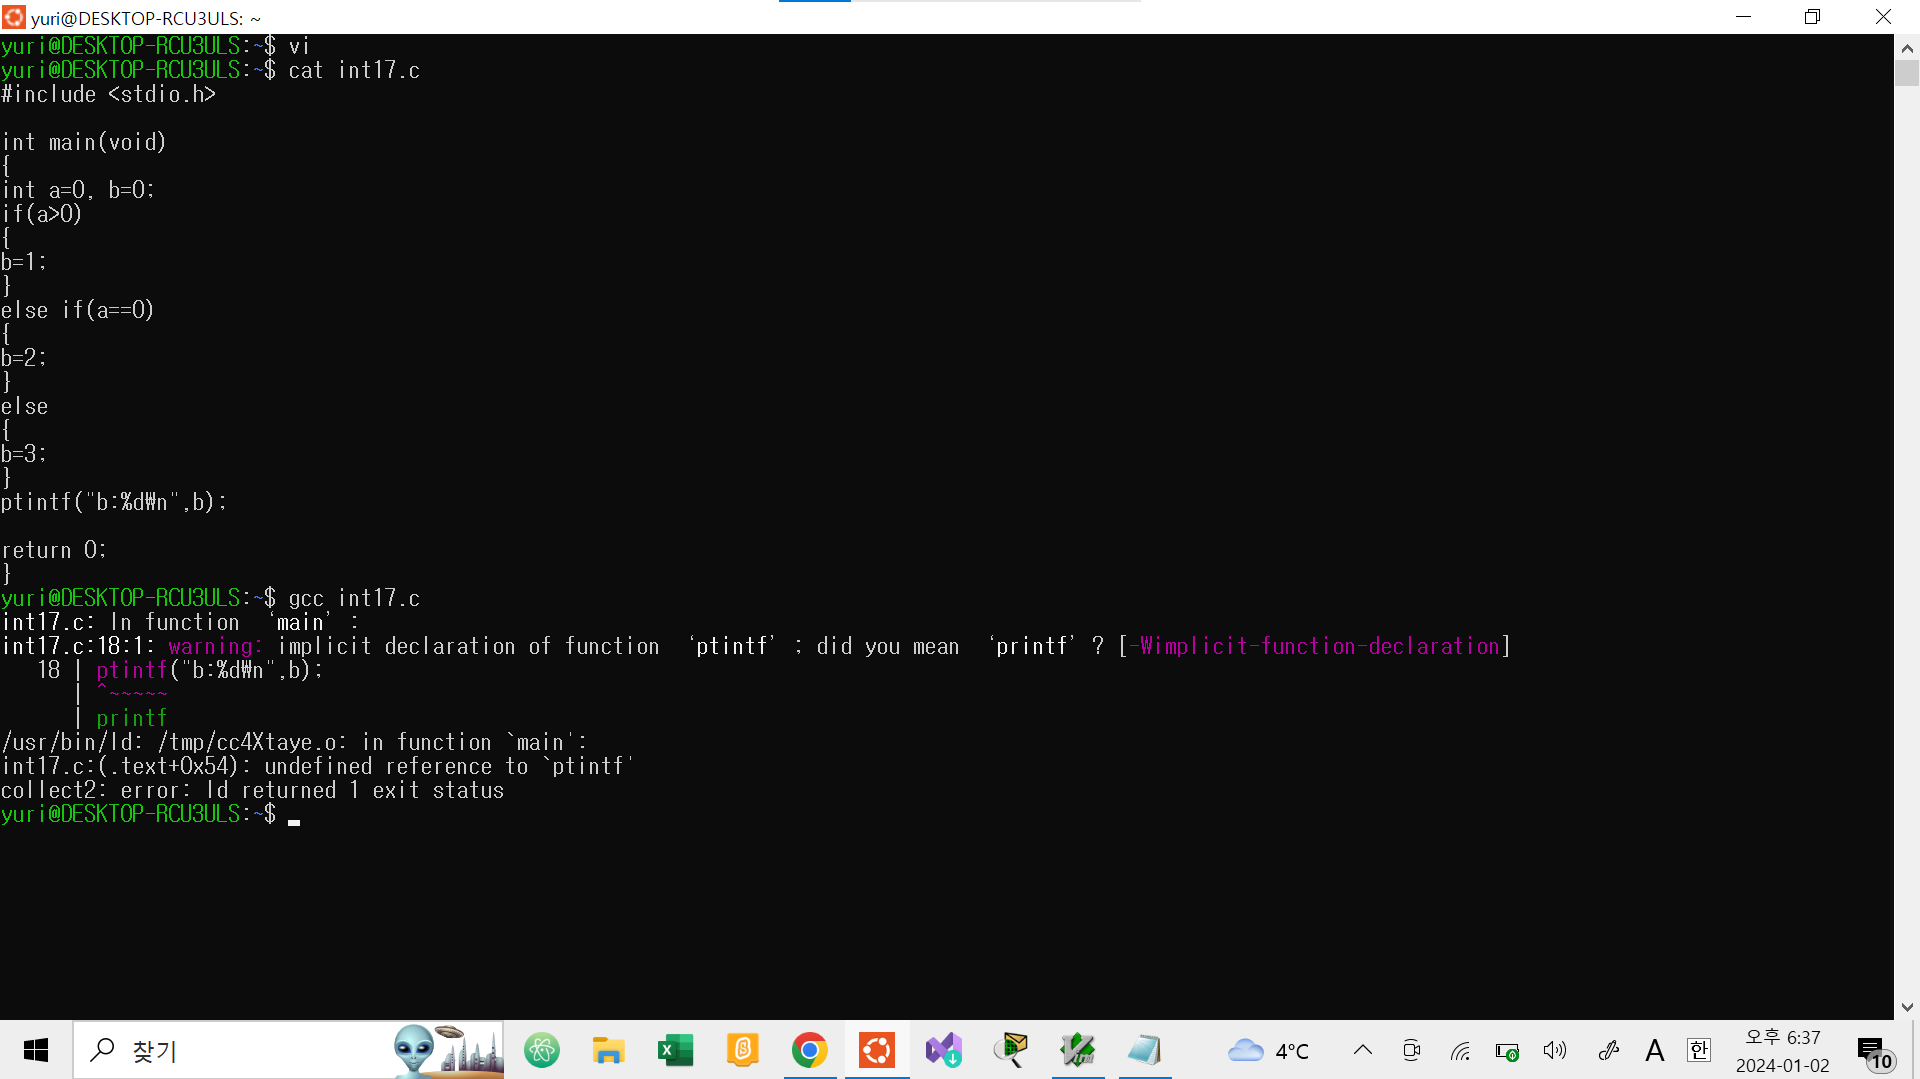 yuri@DESKTOP-RCU3ULS: ~
yuri@DESKTOP-RCU3ULS:~$ vi
yuri@DESKTOP-RCU3ULS:~$ cat int17.c
#include <stdio.h>
int main(void)
{
int a=0, b=0;
if(a>0)
{
b=1;
}
else if(a==0)
{
b=2;
}
else
{
b=3;
}
ptintf("b:%d₩n",b);
return 0;
}
yuri@DESKTOP-RCU3ULS:~$ gcc int17.c
int17.c: In function ‘main’:
int17.c:18:1: warning: implicit declaration of function ‘ptintf’; did you mean ‘printf’? [-Wimplicit-function-declaration]
   18 | ptintf("b:%d₩n",b);
      | ^~~~~~
      | printf
/usr/bin/ld: /tmp/cc4Xtaye.o: in function `main':
int17.c:(.text+0x54): undefined reference to `ptintf'
collect2: error: ld returned 1 exit status
yuri@DESKTOP-RCU3ULS:~$
찾기
4°C
A
한
오후 6:37
2024-01-02
10